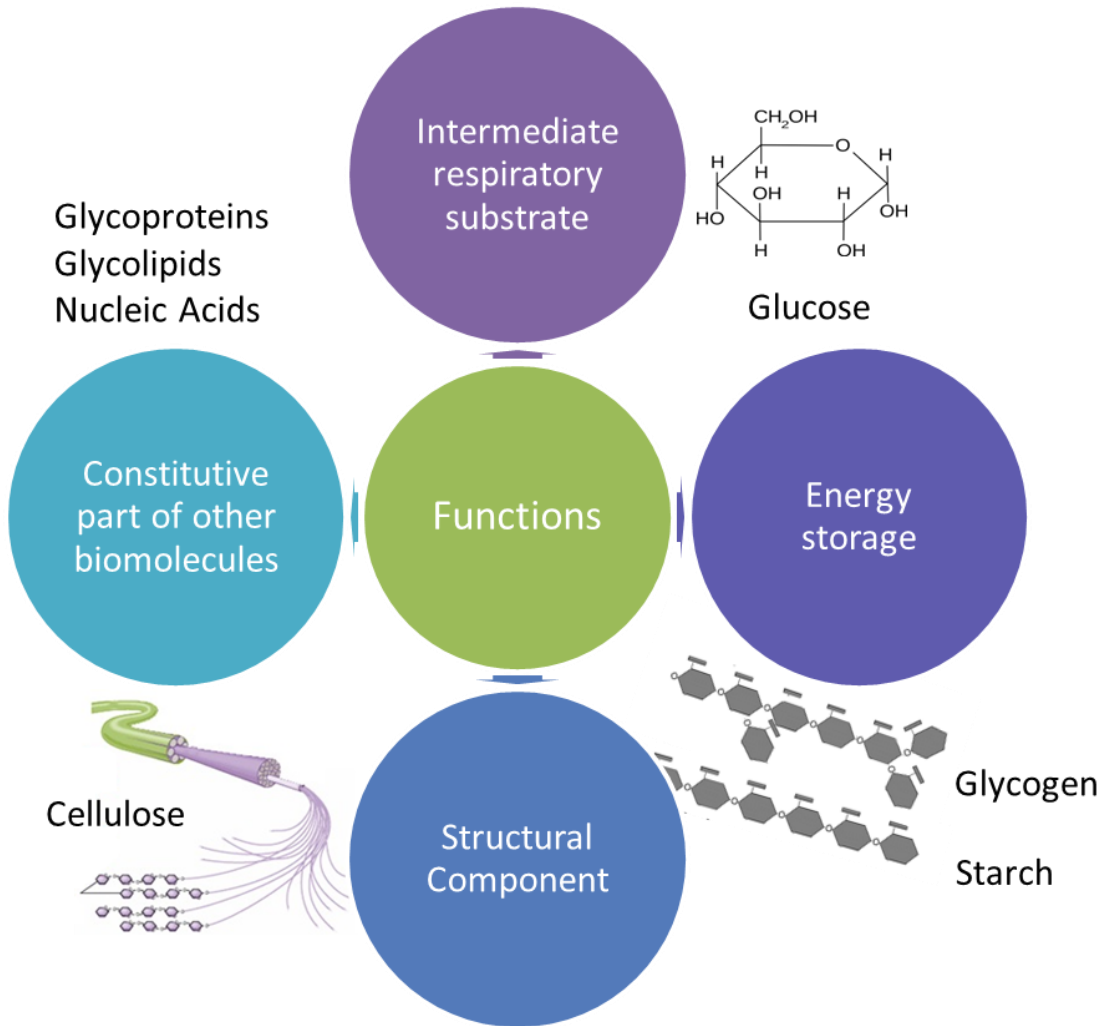 Intermediate
respiratory
substrate
CH₂OH
O
H
H
H
OH
H
HO
OH
H
OH
Glucose
Glycoproteins
Glycolipids
Nucleic Acids
Constitutive
part of other
biomolecules
Functions
Energy
storage
Cellulose
Structural
Component
Glycogen
Starch